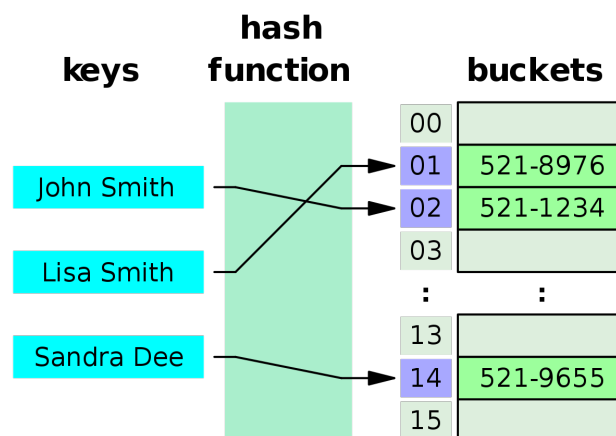 keys
hash
function
buckets
John Smith
Lisa Smith
Sandra Dee
00
01 521-8976
02 521-1234
03
: :
13
14 521-9655
15